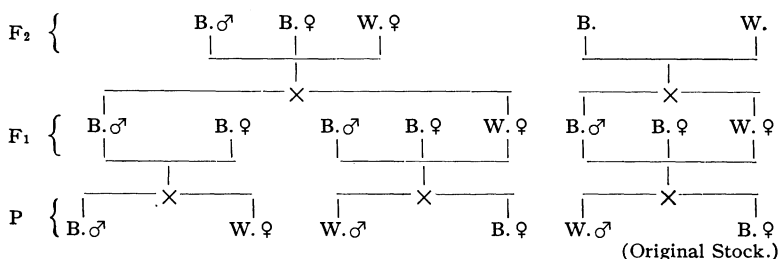 F₂ { B.♂ B.♀ W.♀ B. W.
×  ×
F₁ { B.♂ B.♀ B.♂ B.♀ W.♀ B.♂ B.♀ W.♀
× × ×
P { B.♂ W.♀ W.♂ B.♀ W.♂ B.♀
(Original Stock.)